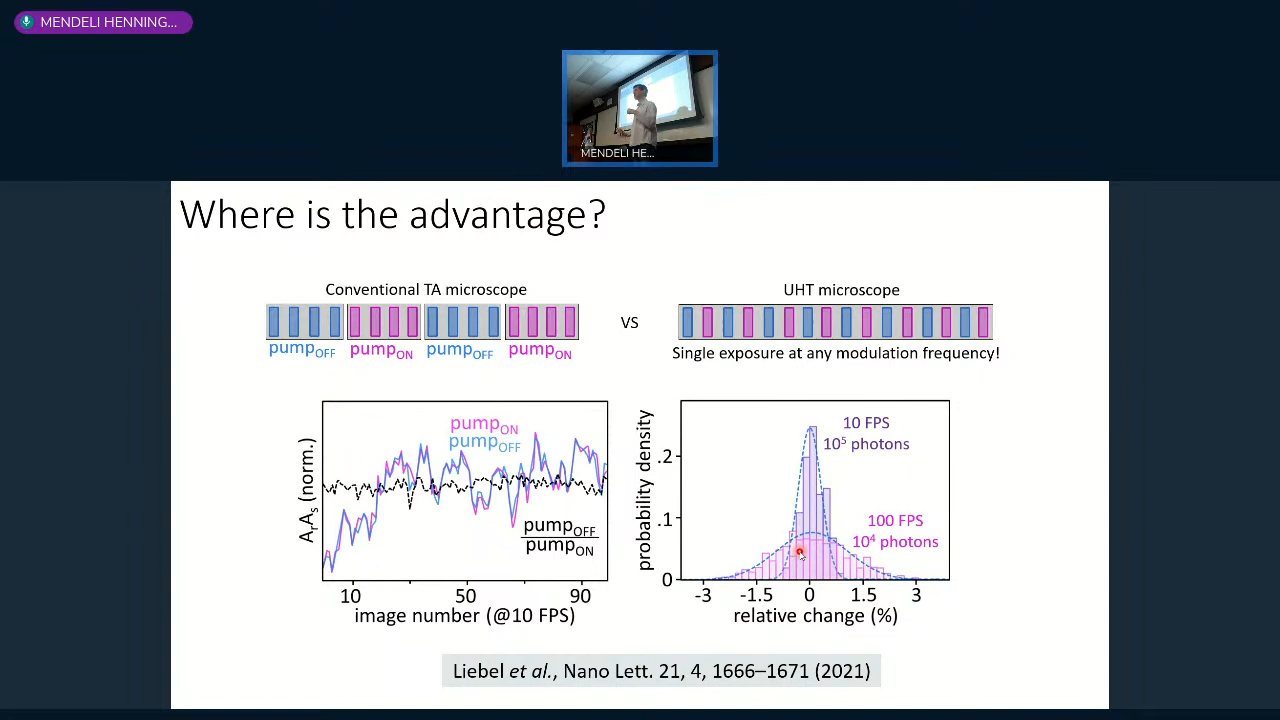 MENDELI HENNING...
MENDELI HE...
Where is the advantage?
Conventional TA microscope
pumpOFF
pumpON
pumpOFF
pumpON
VS
UHT microscope
Single exposure at any modulation frequency!
ArAs (norm.)
pumpON
pumpOFF
pumpOFF
pumpON
10
50
90
image number (@10 FPS)
probability density
.2
.1
0
10 FPS
10⁵ photons
100 FPS
10⁴ photons
-3
-1.5
0
1.5
3
relative change (%)
Liebel et al., Nano Lett. 21, 4, 1666–1671 (2021)